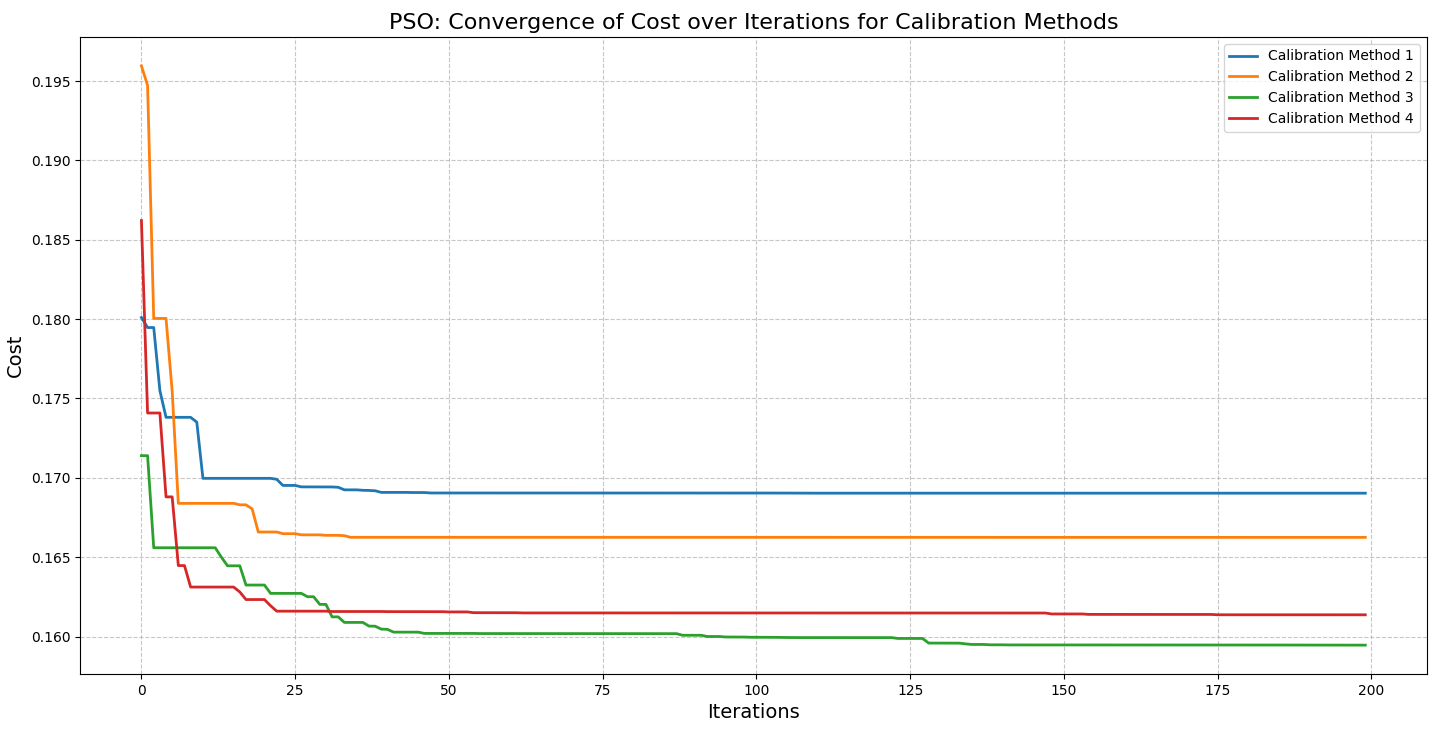 PSO: Convergence of Cost over Iterations for Calibration Methods
Calibration Method 1
Calibration Method 2
Calibration Method 3
Calibration Method 4
0.195
0.190
0.185
0.180
0.175
0.170
0.165
0.160
Cost
0
25
50
75
100
125
150
175
200
Iterations